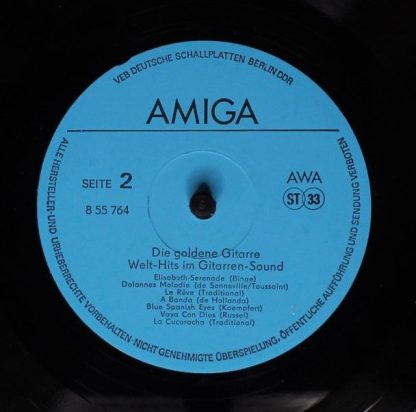 VEB DEUTSCHE SCHALLPLATTEN BERLIN DDR
AMIGA
SEITE 2
8 55 764
AWA
ST 33
Die goldene Gitarre
Welt-Hits im Gitarren-Sound
Elisabeth-Serenade (Binge)
Dolannes Melodie (de Senneville/Toussaint)
Le Rêve (Traditional)
A Banda (de Hollanda)
Blue Spanish Eyes (Kaempfert)
Vaya Con Dios (Russel)
La Cucaracha (Traditional)
ALLE HERSTELLER-UND URHEBERRECHTE VORBEHALTEN·NICHT GENEHMIGTE ÜBERSPIELUNG, ÖFFENTLICHE AUFFÜHRUNG UND SENDUNG VERBOTEN